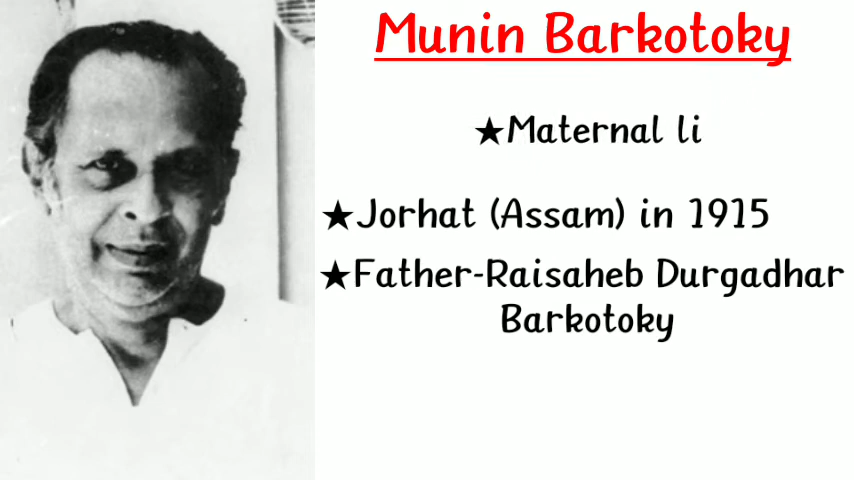 Munin Barkotoky
★Maternal li
★Jorhat (Assam) in 1915
★Father-Raisaheb Durgadhar
Barkotoky